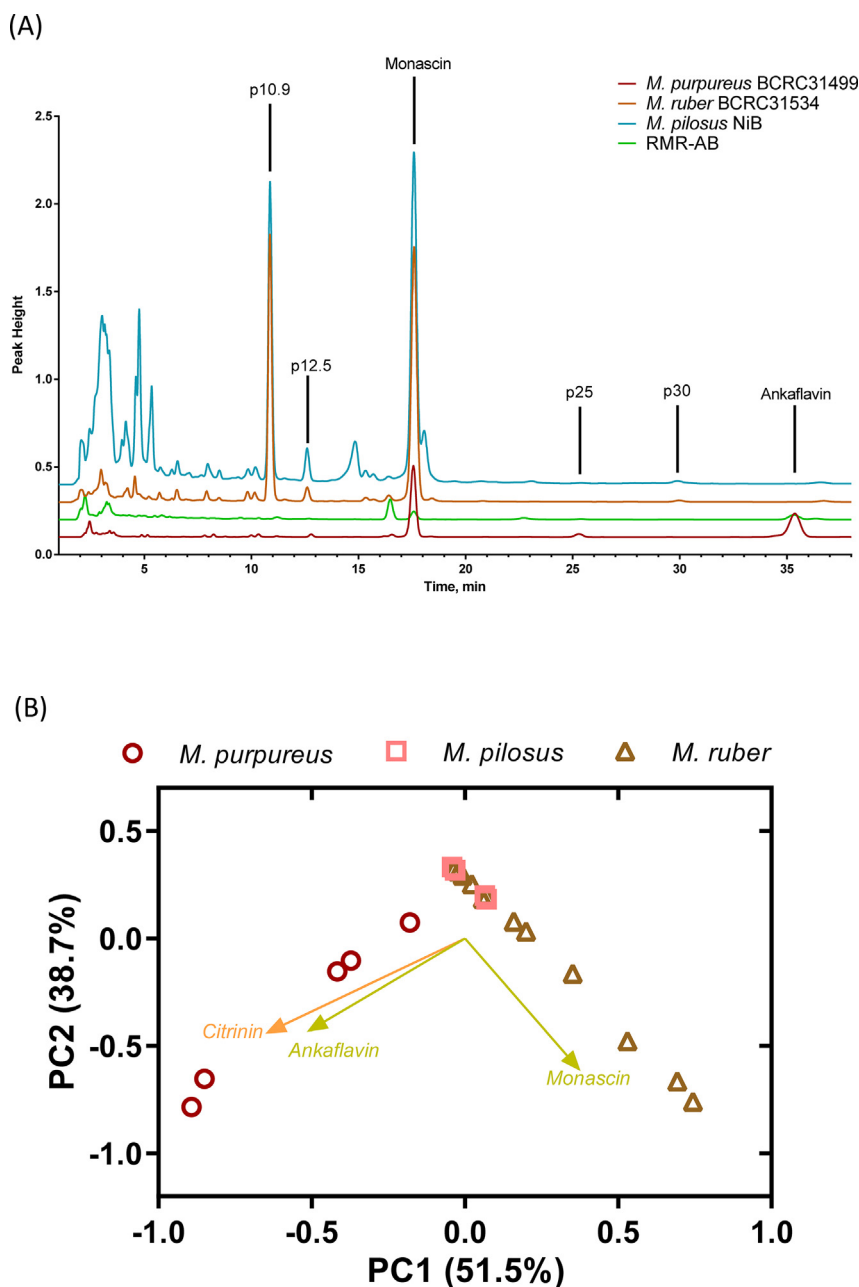 (A)
Monascin
p10.9
M. purpureus BCRC31499
M. ruber BCRC31534
M. pilosus NiB
RMR-AB
2.5
2.0
1.5
1.0
0.5
0.0
Peak Height
p12.5
p25
p30
Ankaflavin
5
10
15
20
25
30
35
Time, min
(B)
M. purpureus
M. pilosus
M. ruber
0.5
0.0
-0.5
-1.0
PC2 (38.7%)
Citrinin
Ankaflavin
Monascin
-1.0
-0.5
0.0
0.5
1.0
PC1 (51.5%)